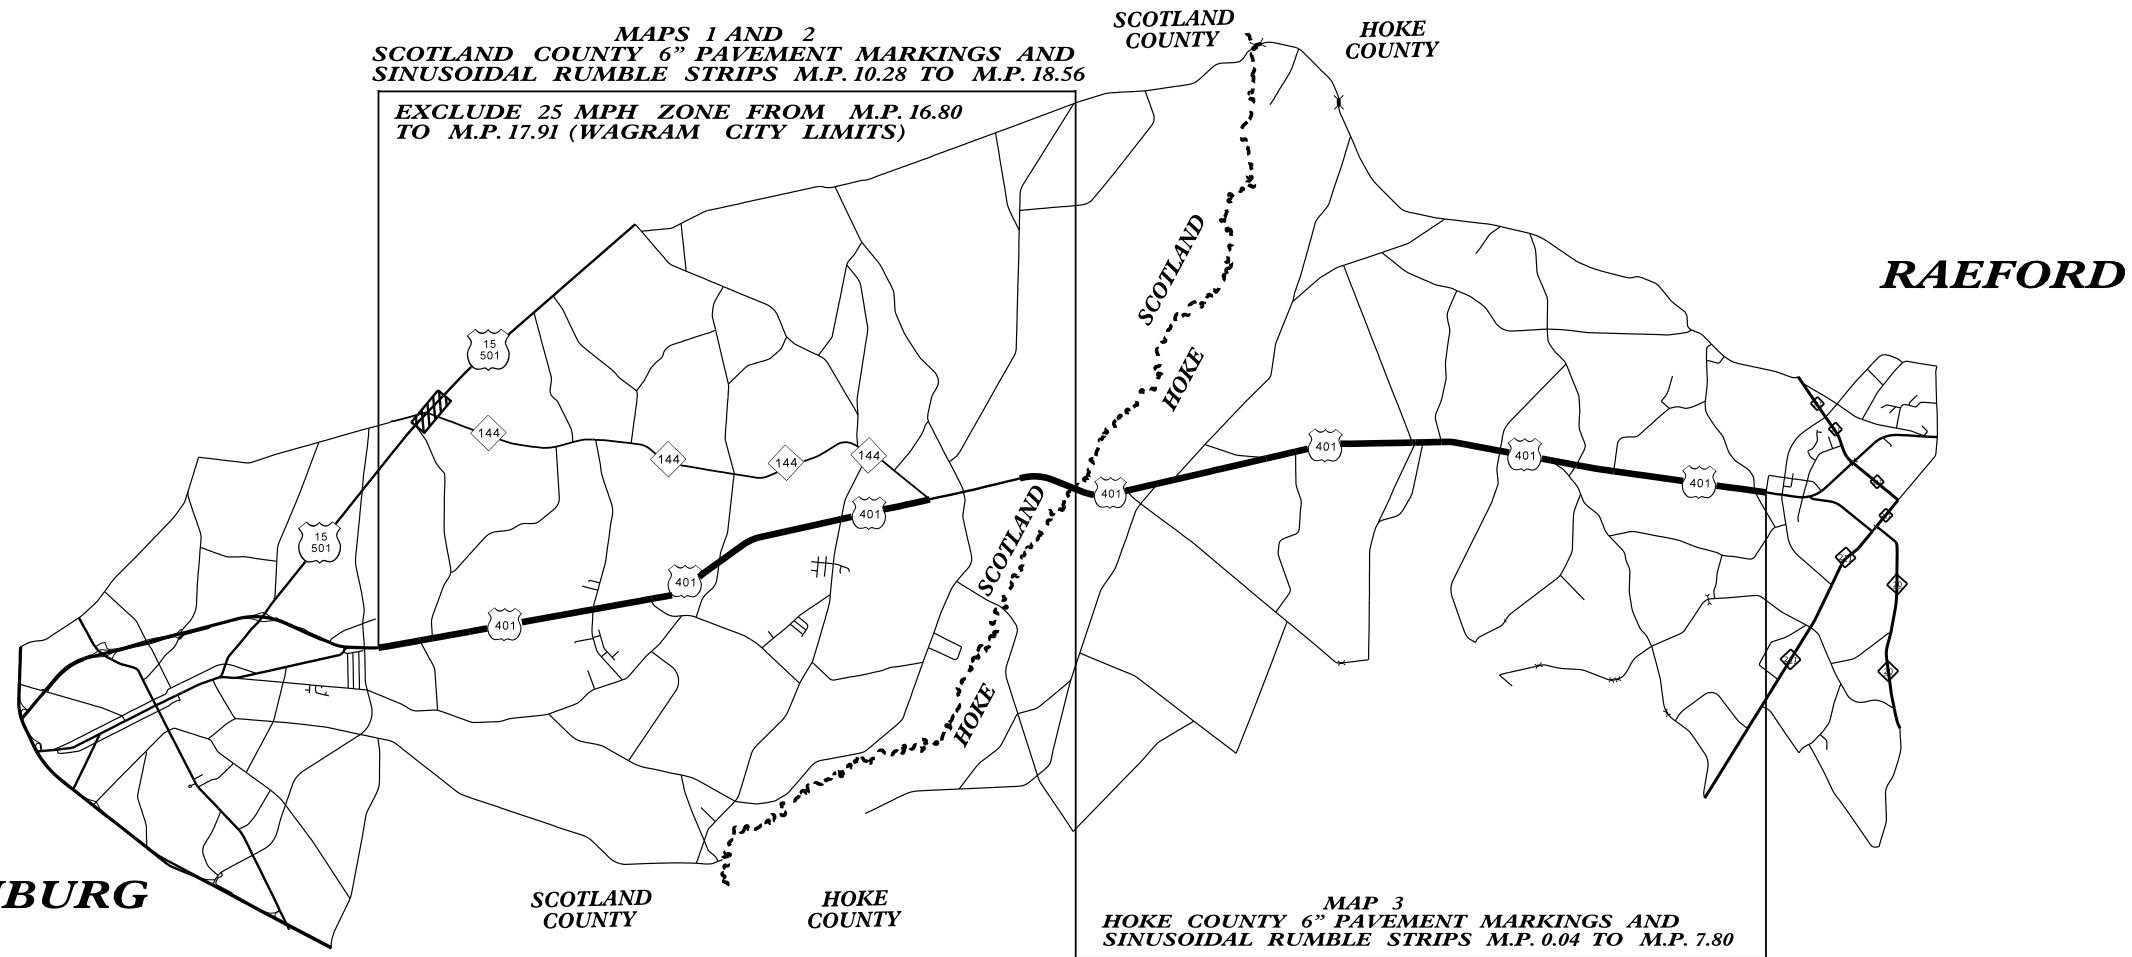 MAPS 1 AND 2
SCOTLAND COUNTY 6” PAVEMENT MARKINGS AND
SINUSOIDAL RUMBLE STRIPS M.P. 10.28 TO M.P. 18.56
EXCLUDE 25 MPH ZONE FROM M.P. 16.80
TO M.P. 17.91 (WAGRAM CITY LIMITS)
SCOTLAND
COUNTY
HOKE
COUNTY
SCOTLAND
HOKE
RAEFORD
15
501
144
144
144
144
15
501
401
401
401
401
401
401
401
SCOTLAND
HOKE
BURG
SCOTLAND
COUNTY
HOKE
COUNTY
MAP 3
HOKE COUNTY 6” PAVEMENT MARKINGS AND
SINUSOIDAL RUMBLE STRIPS M.P. 0.04 TO M.P. 7.80